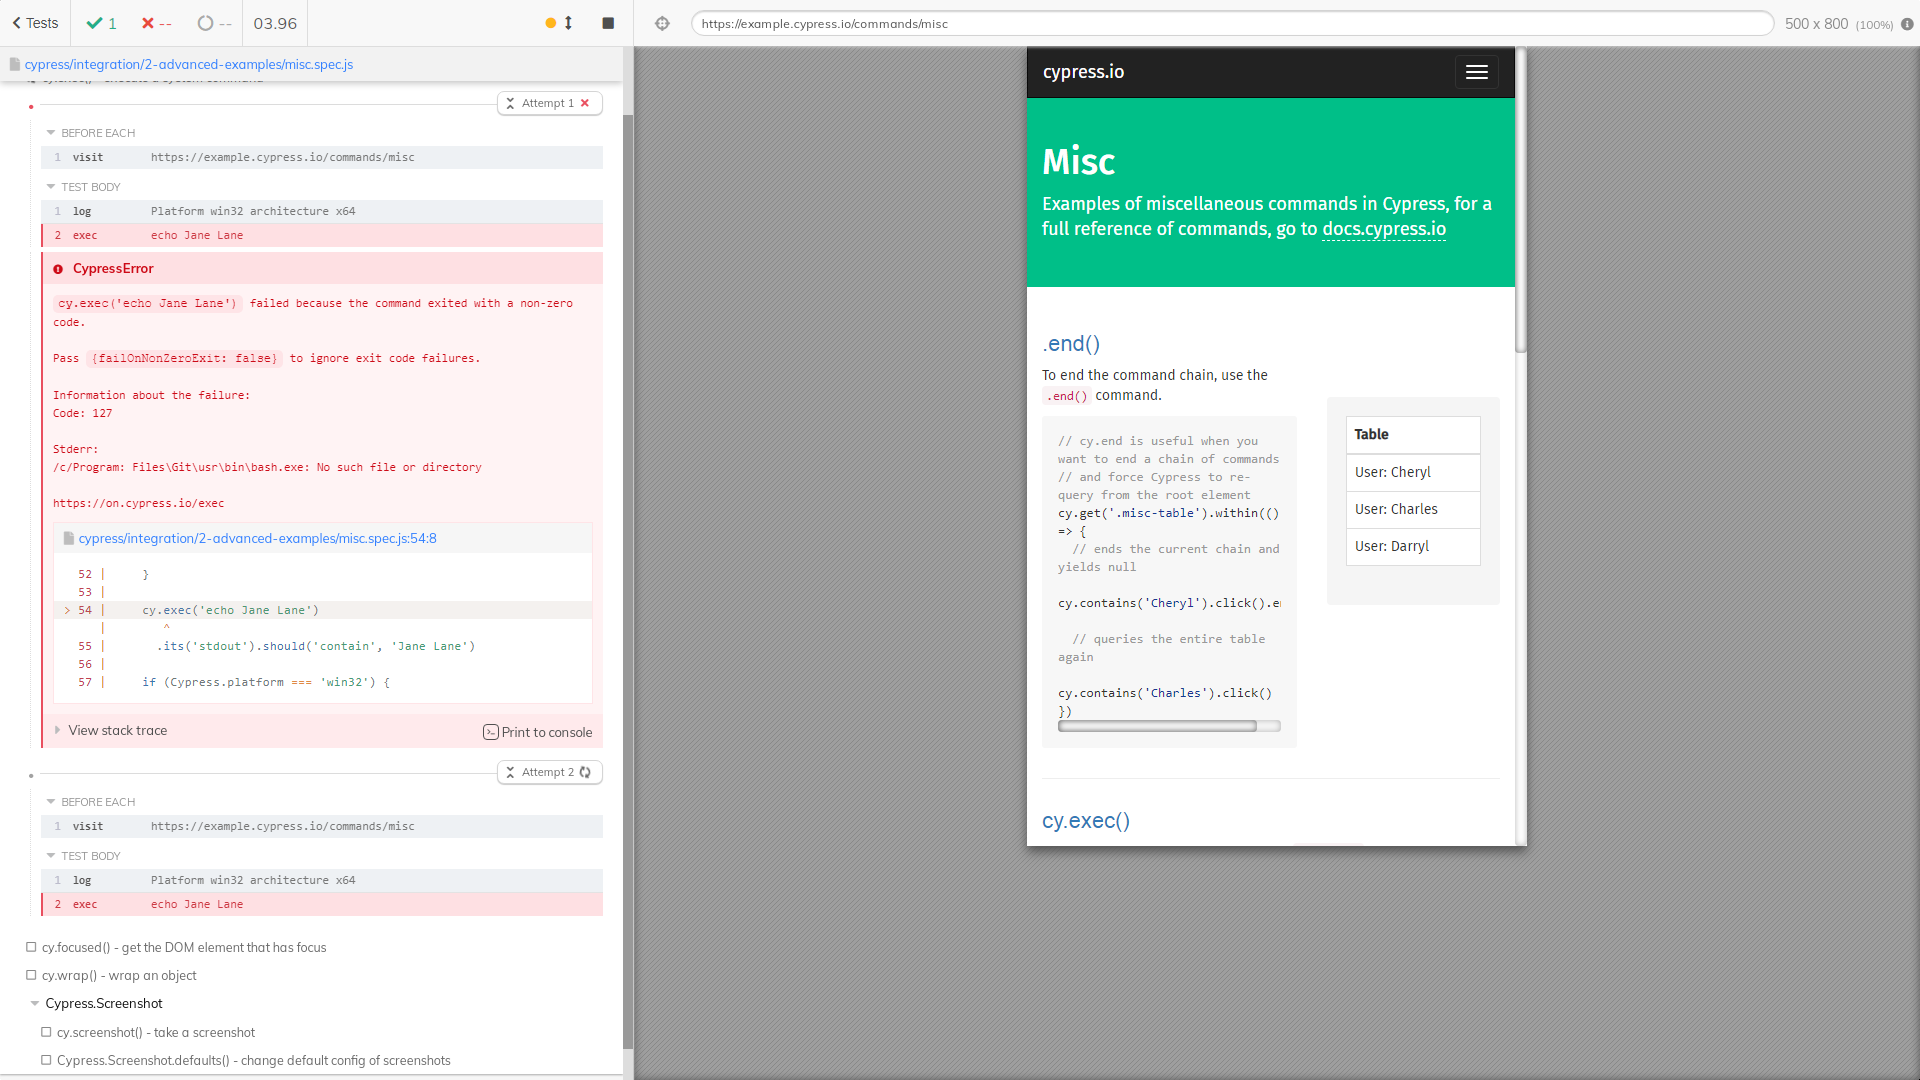 Tests
1
--
--
03.96
https://example.cypress.io/commands/misc
500 x 800 (100%)
cypress/integration/2-advanced-examples/misc.spec.js
Attempt 1
BEFORE EACH
1 visit https://example.cypress.io/commands/misc
TEST BODY
1 log Platform win32 architecture x64
2 exec echo Jane Lane
CypressError
cy.exec('echo Jane Lane') failed because the command exited with a non-zero
code.
Pass {failOnNonZeroExit: false} to ignore exit code failures.
Information about the failure:
Code: 127
Stderr:
/c/Program: Files\Git\usr\bin\bash.exe: No such file or directory
https://on.cypress.io/exec
cypress/integration/2-advanced-examples/misc.spec.js:54:8
52 | }
53 |
> 54 | cy.exec('echo Jane Lane')
| ^
55 | .its('stdout').should('contain', 'Jane Lane')
56 |
57 | if (Cypress.platform === 'win32') {
View stack trace
Print to console
Attempt 2
BEFORE EACH
1 visit https://example.cypress.io/commands/misc
TEST BODY
1 log Platform win32 architecture x64
2 exec echo Jane Lane
cy.focused() - get the DOM element that has focus
cy.wrap() - wrap an object
Cypress.Screenshot
cy.screenshot() - take a screenshot
Cypress.Screenshot.defaults() - change default config of screenshots
cypress.io
Misc
Examples of miscellaneous commands in Cypress, for a
full reference of commands, go to docs.cypress.io
.end()
To end the command chain, use the
.end() command.
// cy.end is useful when you
want to end a chain of commands
// and force Cypress to re-
query from the root element
cy.get('.misc-table').within(()
=> {
// ends the current chain and
yields null
cy.contains('Cheryl').click().e
// queries the entire table
again
cy.contains('Charles').click()
})
Table
User: Cheryl
User: Charles
User: Darryl
cy.exec()